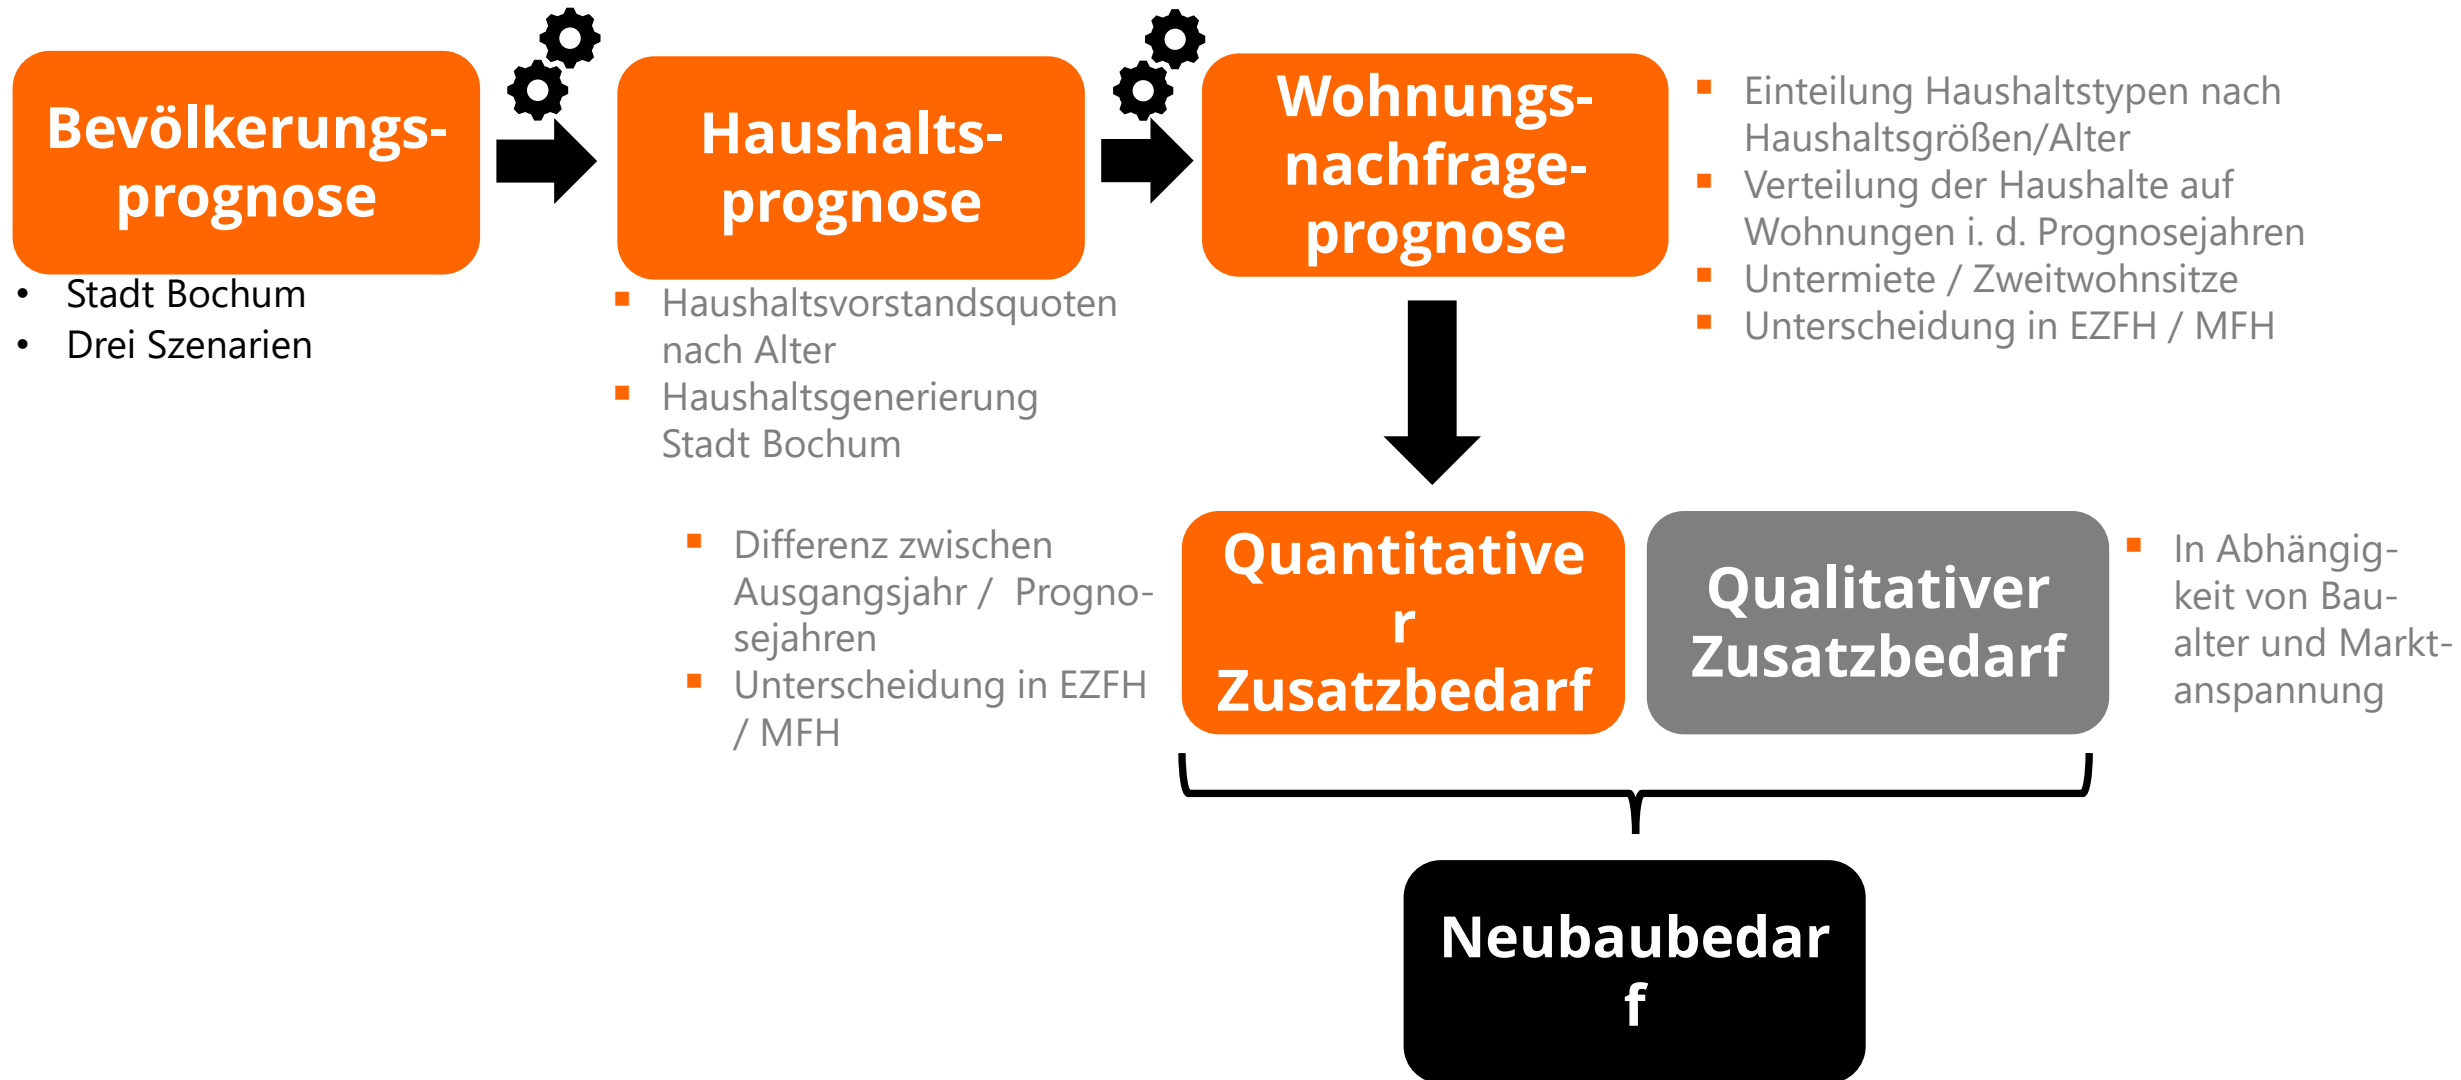 Bevölkerungs-
prognose
• Stadt Bochum
• Drei Szenarien
Haushalts-
prognose
▪ Haushaltsvorstandsquoten
nach Alter
▪ Haushaltsgenerierung
Stadt Bochum
Wohnungs-
nachfrage-
prognose
▪ Einteilung Haushaltstypen nach
Haushaltsgrößen/Alter
▪ Verteilung der Haushalte auf
Wohnungen i. d. Prognosejahren
▪ Untermiete / Zweitwohnsitze
▪ Unterscheidung in EZFH / MFH
▪ Differenz zwischen
Ausgangsjahr / Progno-
sejahren
▪ Unterscheidung in EZFH
/ MFH
Quantitative
r
Zusatzbedarf
Qualitativer
Zusatzbedarf
▪ In Abhängig-
keit von Bau-
alter und Markt-
anspannung
Neubaubedar
f